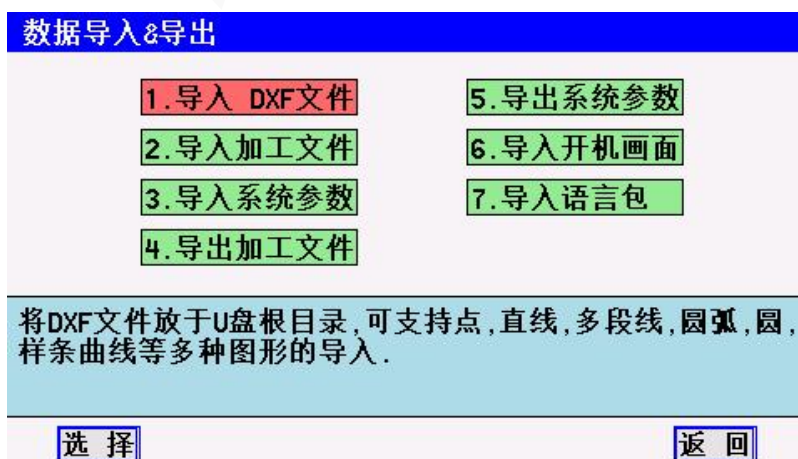 数据导入&导出
1.导入 DXF文件
2.导入加工文件
3.导入系统参数
4.导出加工文件
5.导出系统参数
6.导入开机画面
7.导入语言包
将DXF文件放于U盘根目录,可支持点,直线,多段线,圆弧,圆,
样条曲线等多种图形的导入.
选 择
返 回